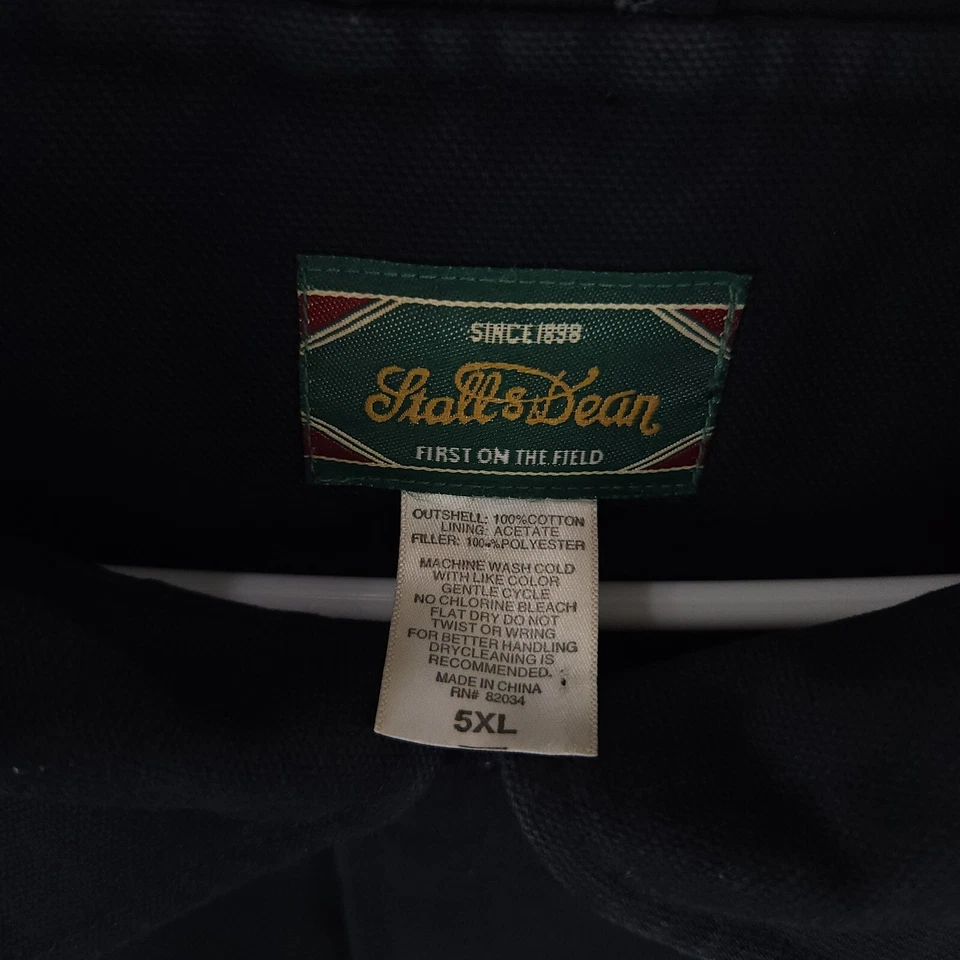 SINCE 1898
Stall & Dean
FIRST ON THE FIELD
OUTSHELL: 100%COTTON
LINING: ACETATE
FILLER: 100%POLYESTER
MACHINE WASH COLD
WITH LIKE COLOR
GENTLE CYCLE
NO CHLORINE BLEACH
FLAT DRY DO NOT
TWIST OR WRING
FOR BETTER HANDLING
DRYCLEANING IS
RECOMMENDED.
MADE IN CHINA
RN# 82034
5XL